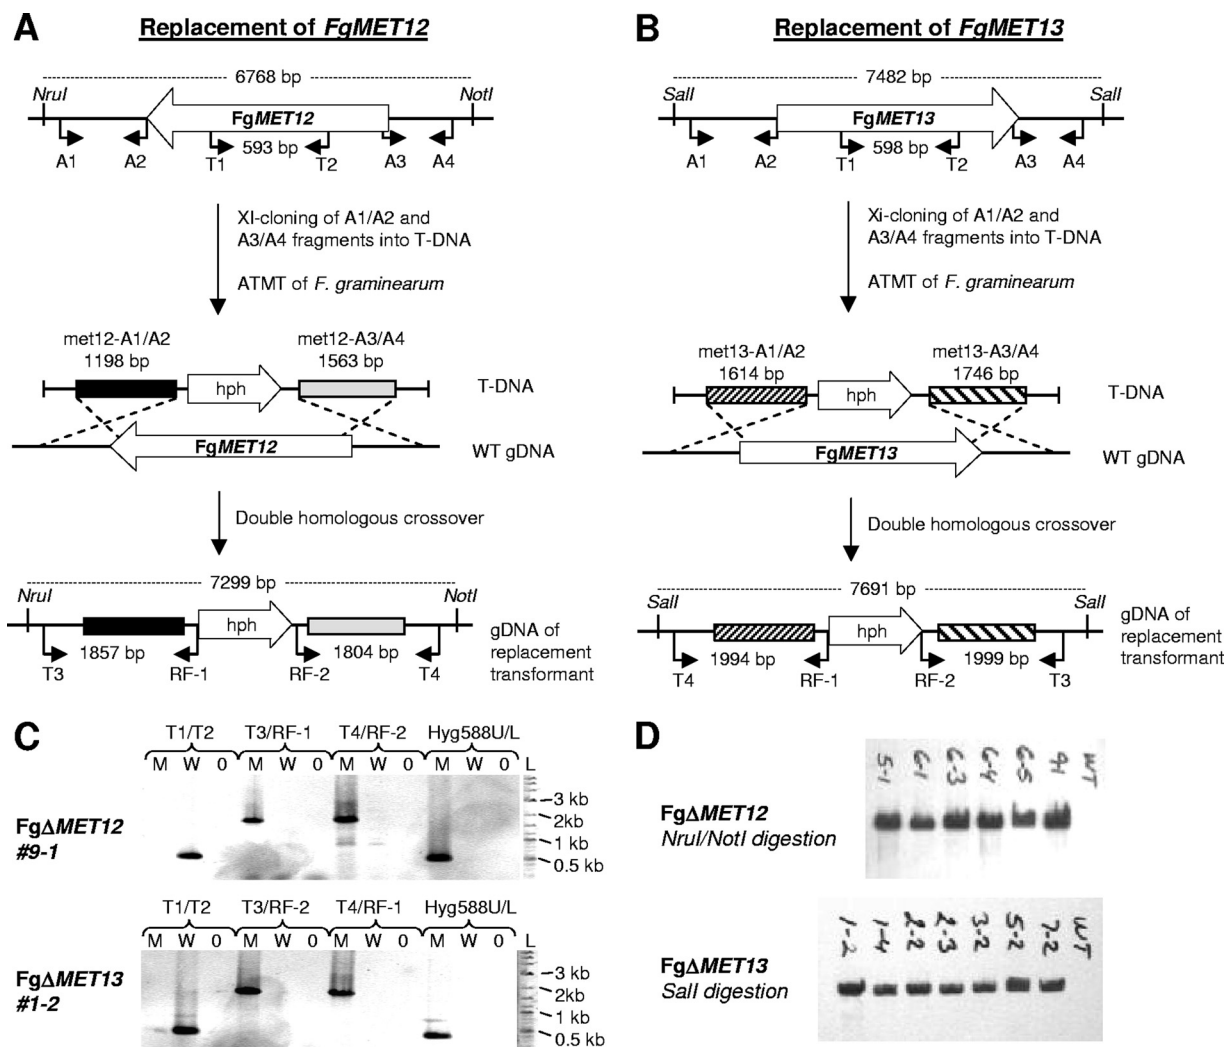 A
Replacement of FgMET12
6768 bp
NruI
NotI
FgMET12
593 bp
A1
A2
T1
T2
A3
A4
XI-cloning of A1/A2 and
A3/A4 fragments into T-DNA
ATMT of F. graminearum
met12-A1/A2
1198 bp
met12-A3/A4
1563 bp
hph
T-DNA
FgMET12
WT gDNA
Double homologous crossover
7299 bp
NruI
NotI
hph
1857 bp
1804 bp
T3
RF-1
RF-2
T4
gDNA of
replacement
transformant
B
Replacement of FgMET13
7482 bp
SalI
SalI
FgMET13
598 bp
A1
A2
T1
T2
A3
A4
Xi-cloning of A1/A2 and
A3/A4 fragments into T-DNA
ATMT of F. graminearum
met13-A1/A2
1614 bp
met13-A3/A4
1746 bp
hph
T-DNA
FgMET13
WT gDNA
Double homologous crossover
7691 bp
SalI
SalI
hph
1994 bp
1999 bp
T4
RF-1
RF-2
T3
gDNA of
replacement
transformant
C
T1/T2 T3/RF-1 T4/RF-2 Hyg588U/L
M W 0 M W 0 M W 0 M W 0 L
FgΔMET12
#9-1
3 kb
2kb
1 kb
0.5 kb
T1/T2 T3/RF-2 T4/RF-1 Hyg588U/L
M W 0 M W 0 M W 0 M W 0 L
FgΔMET13
#1-2
3 kb
2kb
1 kb
0.5 kb
D
5-1 6-1 6-3 6-4 6-5 9-1 WT
FgΔMET12
NruI/NotI digestion
1-2 1-4 2-2 2-3 3-2 5-2 7-2 WT
FgΔMET13
SalI digestion